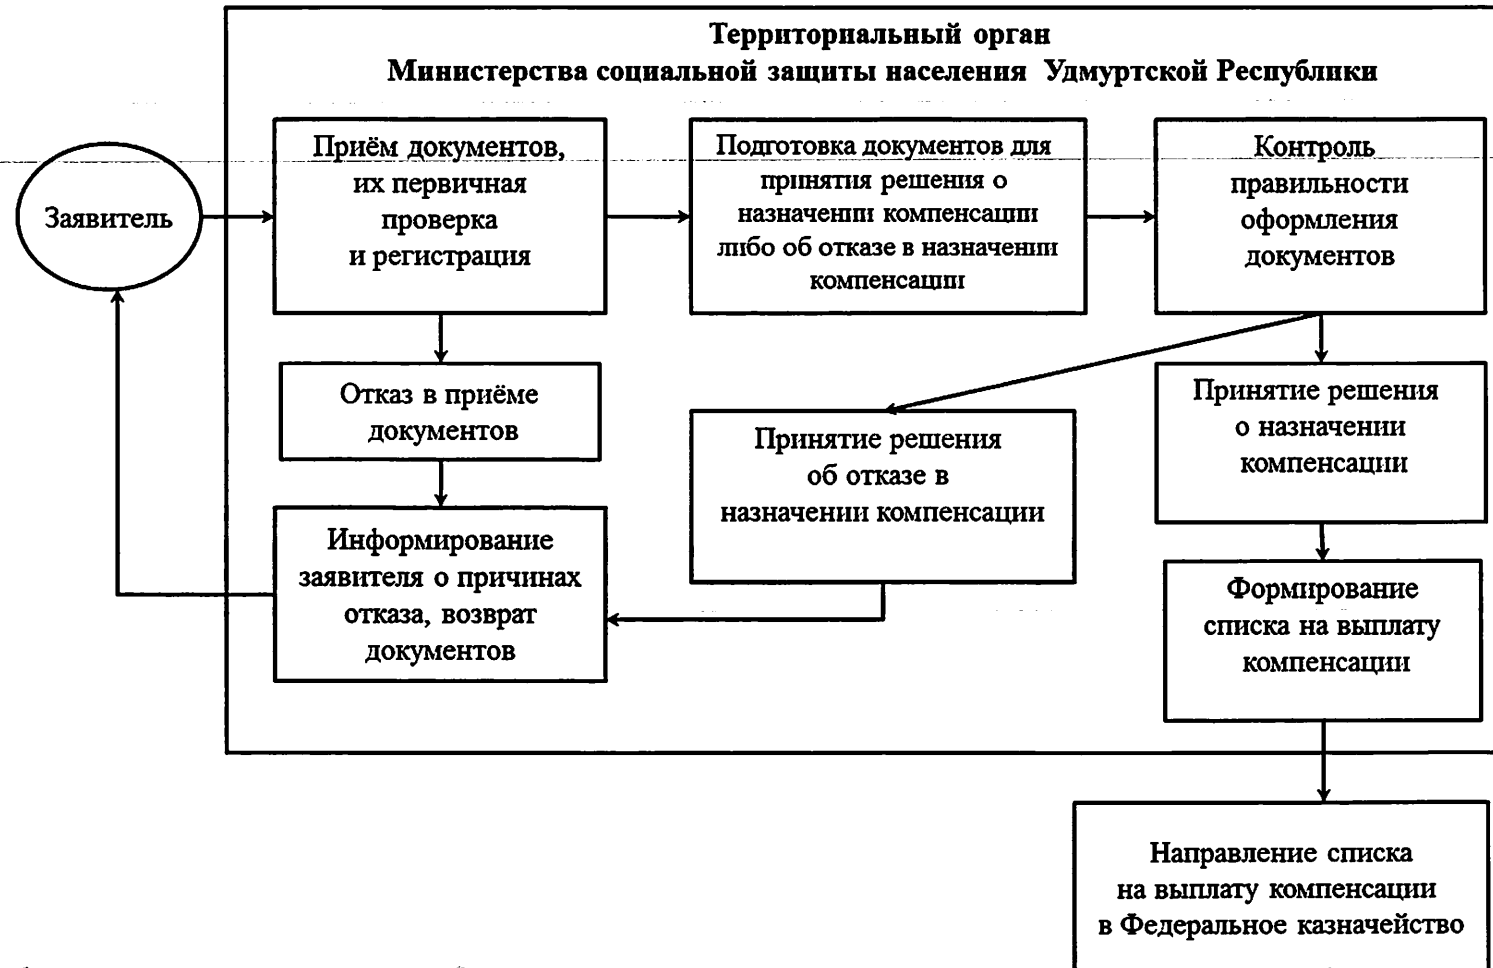 Территориальный орган
Министерства социальной защиты населения Удмуртской Республики
Заявитель
Приём документов,
их первичная
проверка
и регистрация
Подготовка документов для
принятия решения о
назначении компенсации
либо об отказе в назначении
компенсации
Контроль
правильности
оформления
документов
Отказ в приёме
документов
Принятие решения
об отказе в
назначении компенсации
Принятие решения
о назначении
компенсации
Информирование
заявителя о причинах
отказа, возврат
документов
Формирование
списка на выплату
компенсации
Направление списка
на выплату компенсации
в Федеральное казначейство